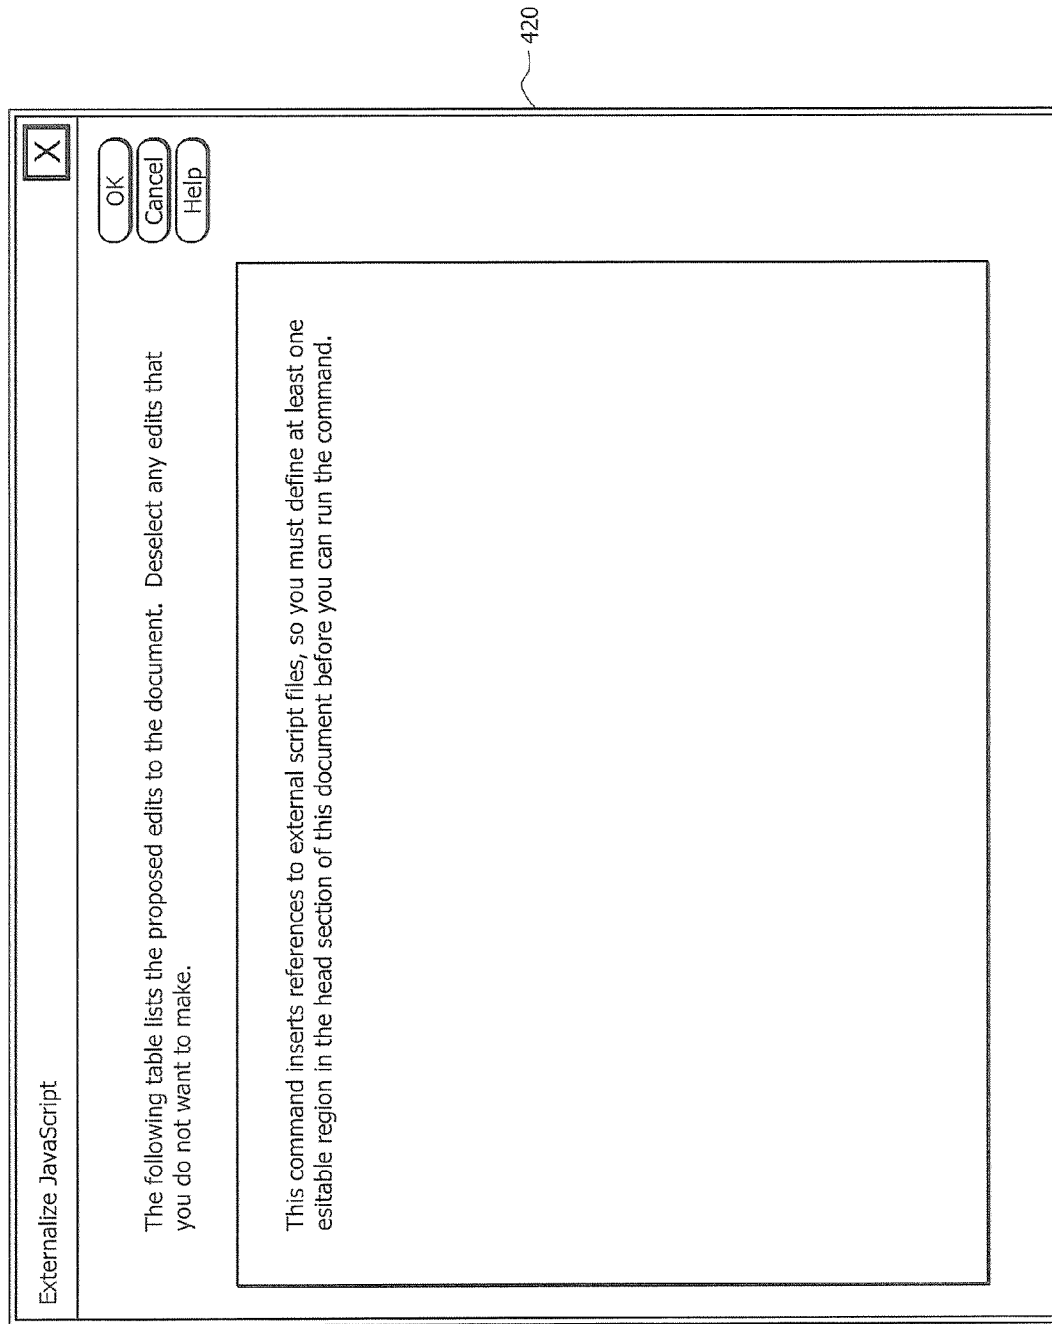 Externalize JavaScript
X
The following table lists the proposed edits to the document. Deselect any edits that
you do not want to make.
OK
Cancel
Help
This command inserts references to external script files, so you must define at least one
esitable region in the head section of this document before you can run the command.
420